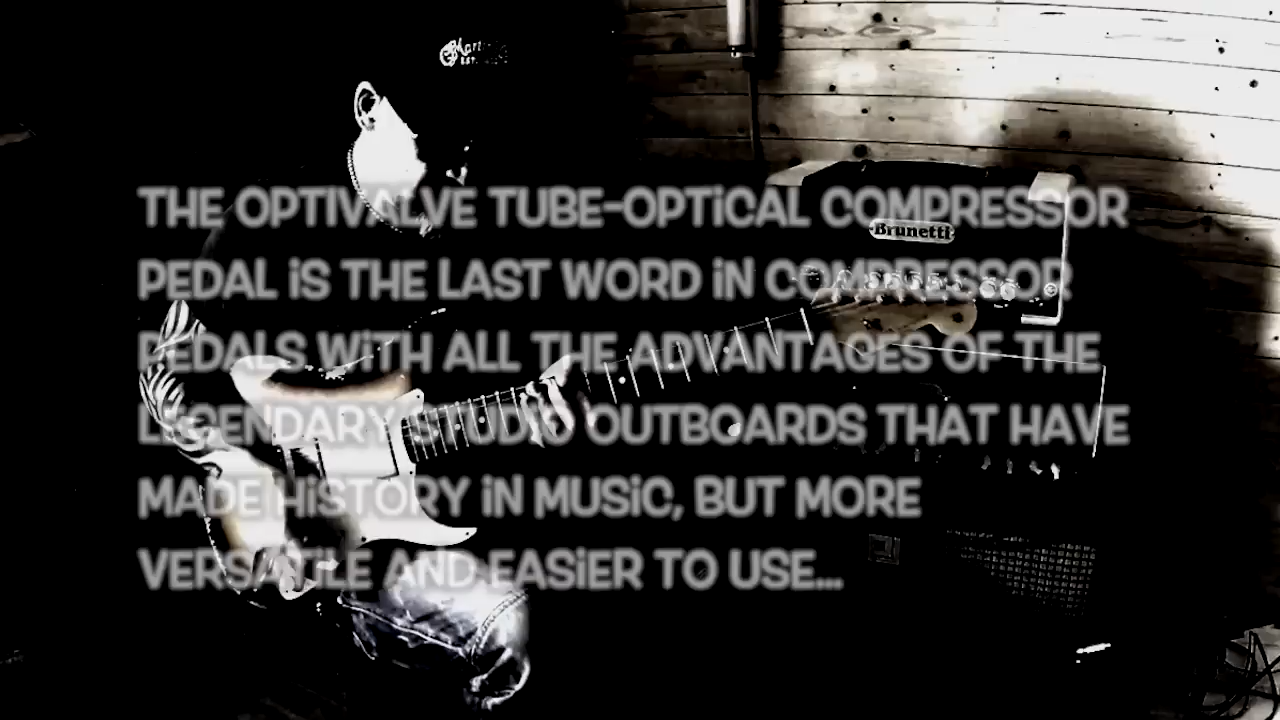 Martin
THE OPTIVALVE TUBE-OPTiCAL COMPRESSOR
Brunetti
PEDAL iS THE LAST WORD iN COMPRESSOR
PEDALS WiTH ALL THE ADVANTAGES OF THE
LEGENDARY STUDiO OUTBOARDS THAT HAVE
MADE HiSTORY iN MUSiC, BUT MORE
VERSATiLE AND EASiER TO USE...